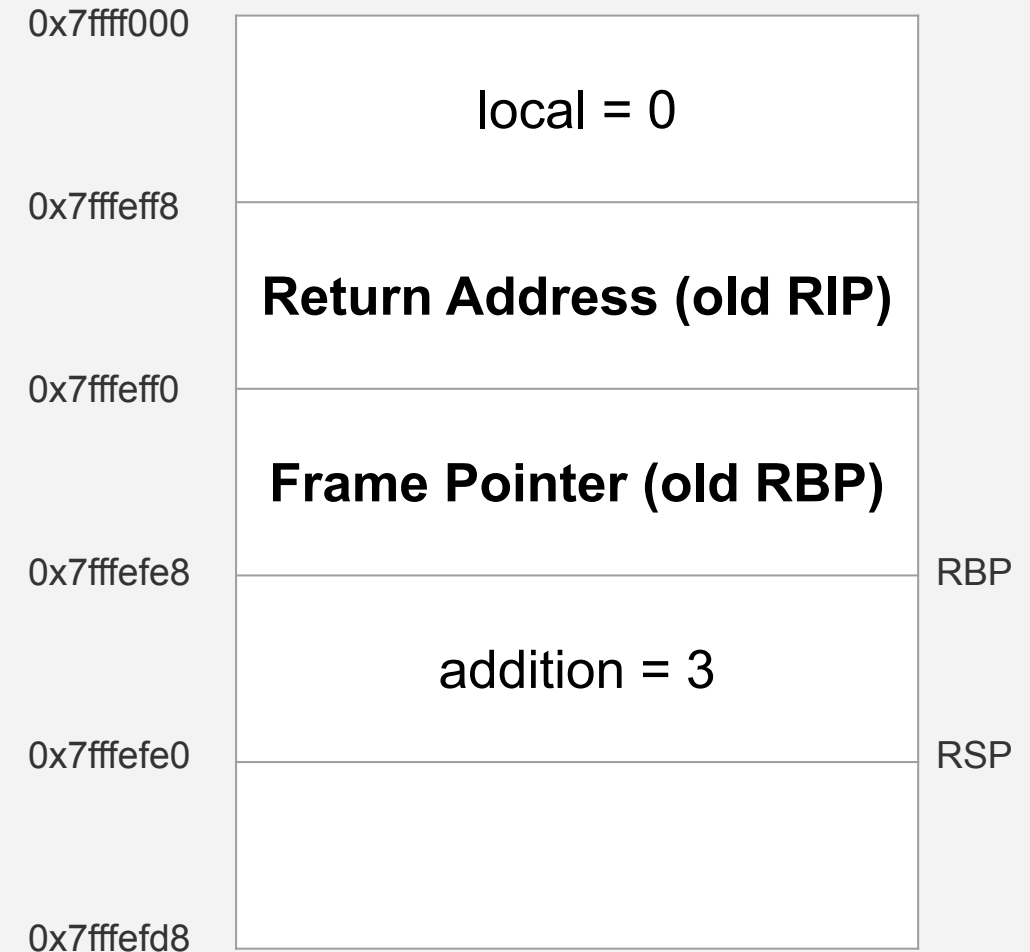 0x7ffff000
local = 0
0x7fffeff8
Return Address (old RIP)
0x7fffeff0
Frame Pointer (old RBP)
0x7fffefe8
RBP
addition = 3
0x7fffefe0
RSP
0x7fffefd8